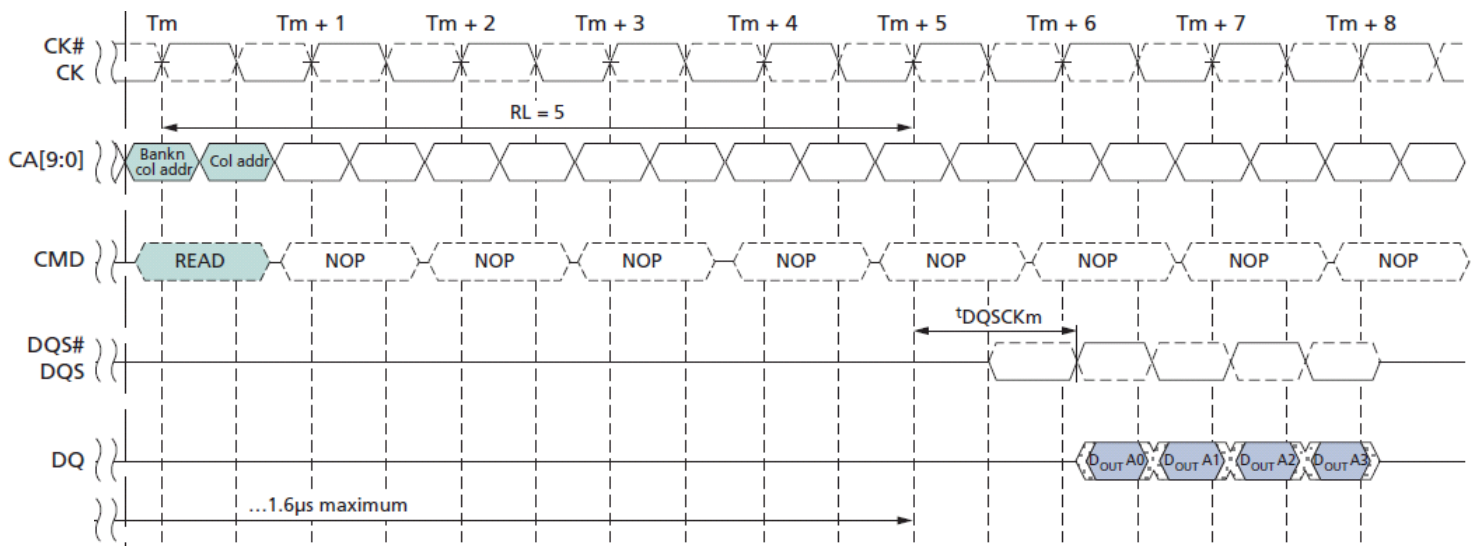 Tm Tm + 1 Tm + 2 Tm + 3 Tm + 4 Tm + 5 Tm + 6 Tm + 7 Tm + 8
CK#
CK
RL = 5
CA[9:0] Bankn col addr Col addr
CMD READ NOP NOP NOP NOP NOP NOP NOP NOP
tDQSCKm
DQS#
DQS
DQ DOUT A0 DOUT A1 DOUT A2 DOUT A3
...1.6μs maximum